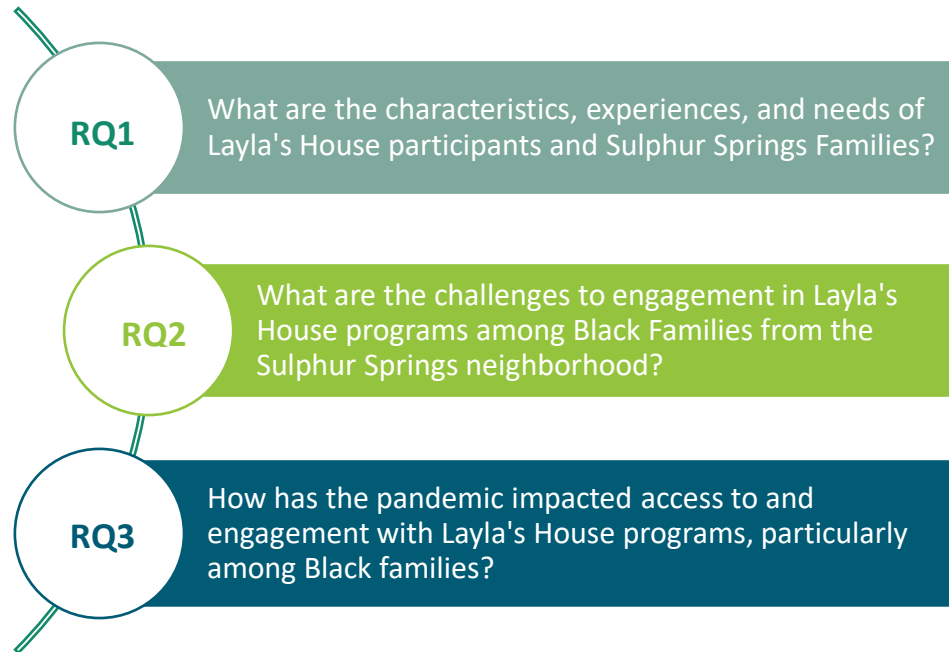 RQ1
What are the characteristics, experiences, and needs of
Layla's House participants and Sulphur Springs Families?
RQ2
What are the challenges to engagement in Layla's
House programs among Black Families from the
Sulphur Springs neighborhood?
RQ3
How has the pandemic impacted access to and
engagement with Layla's House programs, particularly
among Black families?